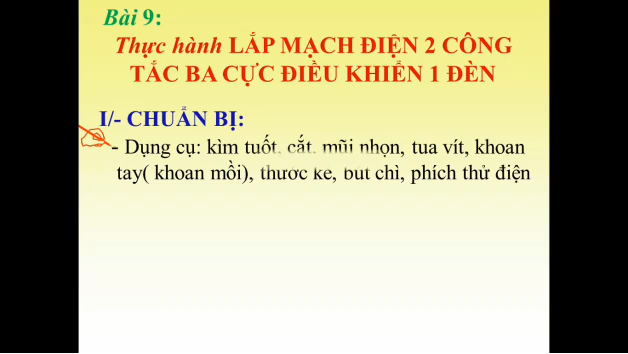 Bài 9:
Thực hành LẮP MẠCH ĐIỆN 2 CÔNG
TẮC BA CỰC ĐIỀU KHIỂN 1 ĐÈN
I/- CHUẨN BỊ:
- Dụng cụ: kìm tuốt, cắt, mũi nhọn, tua vít, khoan
tay( khoan mồi), thước kẻ, bút chì, phích thử điện